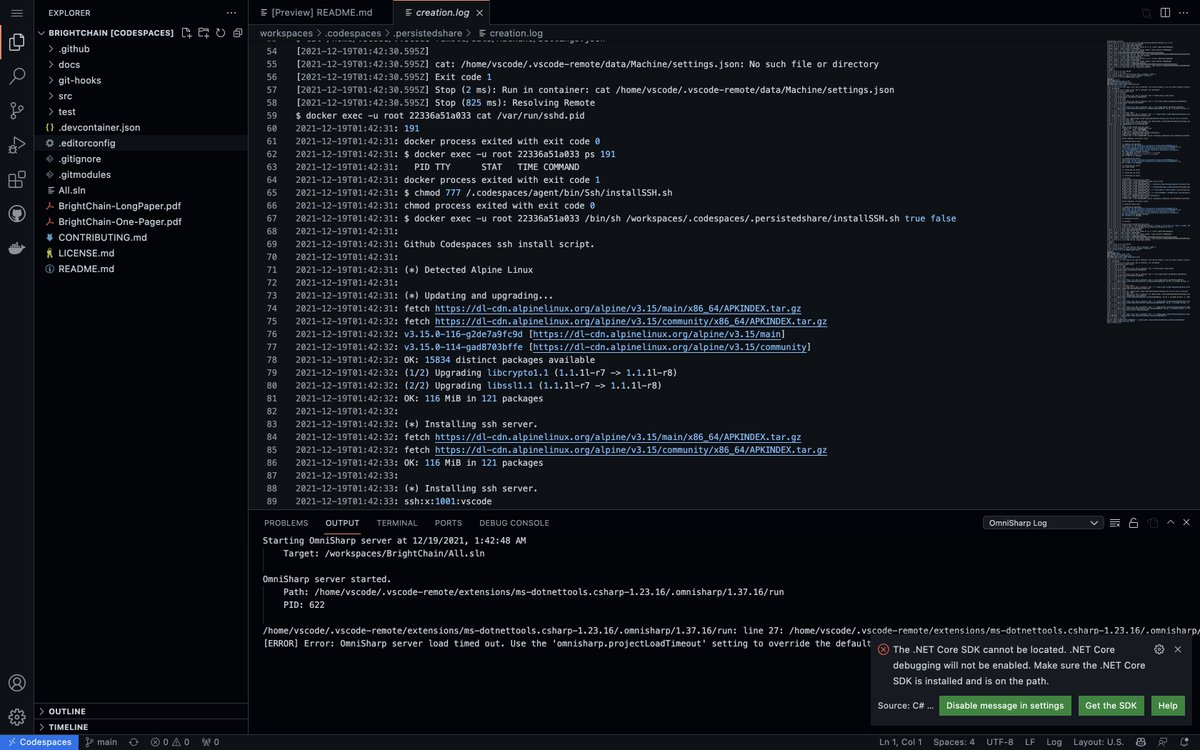 EXPLORER
BRIGHTCHAIN [CODESPACES]
.github
docs
git-hooks
src
test
{} .devcontainer.json
.editorconfig
.gitignore
.gitmodules
All.sln
BrightChain-LongPaper.pdf
BrightChain-One-Pager.pdf
CONTRIBUTING.md
LICENSE.md
README.md
OUTLINE
TIMELINE
[Preview] README.md
creation.log
workspaces > .codespaces > .persistedshare > creation.log
54 [2021-12-19T01:42:30.595Z]
55 [2021-12-19T01:42:30.595Z] cat: /home/vscode/.vscode-remote/data/Machine/settings.json: No such file or directory
56 [2021-12-19T01:42:30.595Z] Exit code 1
57 [2021-12-19T01:42:30.595Z] Stop (2 ms): Run in container: cat /home/vscode/.vscode-remote/data/Machine/settings.json
58 [2021-12-19T01:42:30.595Z] Stop (825 ms): Resolving Remote
59 $ docker exec -u root 22336a51a033 cat /var/run/sshd.pid
60 2021-12-19T01:42:31: 191
61 2021-12-19T01:42:31: docker process exited with exit code 0
62 2021-12-19T01:42:31: $ docker exec -u root 22336a51a033 ps 191
63 2021-12-19T01:42:31: PID TTY STAT TIME COMMAND
64 2021-12-19T01:42:31: docker process exited with exit code 1
65 2021-12-19T01:42:31: $ chmod 777 /.codespaces/agent/bin/Ssh/installSSH.sh
66 2021-12-19T01:42:31: chmod process exited with exit code 0
67 2021-12-19T01:42:31: $ docker exec -u root 22336a51a033 /bin/sh /workspaces/.codespaces/.persistedshare/installSSH.sh true false
68 2021-12-19T01:42:31:
69 2021-12-19T01:42:31: Github Codespaces ssh install script.
70 2021-12-19T01:42:31:
71 2021-12-19T01:42:31: (*) Detected Alpine Linux
72 2021-12-19T01:42:31:
73 2021-12-19T01:42:31: (*) Updating and upgrading...
74 2021-12-19T01:42:31: fetch https://dl-cdn.alpinelinux.org/alpine/v3.15/main/x86_64/APKINDEX.tar.gz
75 2021-12-19T01:42:32: fetch https://dl-cdn.alpinelinux.org/alpine/v3.15/community/x86_64/APKINDEX.tar.gz
76 2021-12-19T01:42:32: v3.15.0-116-g2de7a9fc9d [https://dl-cdn.alpinelinux.org/alpine/v3.15/main]
77 2021-12-19T01:42:32: v3.15.0-114-gad8703bffe [https://dl-cdn.alpinelinux.org/alpine/v3.15/community]
78 2021-12-19T01:42:32: OK: 15834 distinct packages available
79 2021-12-19T01:42:32: (1/2) Upgrading libcrypto1.1 (1.1.1l-r7 -> 1.1.1l-r8)
80 2021-12-19T01:42:32: (2/2) Upgrading libssl1.1 (1.1.1l-r7 -> 1.1.1l-r8)
81 2021-12-19T01:42:32: OK: 116 MiB in 121 packages
82 2021-12-19T01:42:32:
83 2021-12-19T01:42:32: (*) Installing ssh server.
84 2021-12-19T01:42:32: fetch https://dl-cdn.alpinelinux.org/alpine/v3.15/main/x86_64/APKINDEX.tar.gz
85 2021-12-19T01:42:32: fetch https://dl-cdn.alpinelinux.org/alpine/v3.15/community/x86_64/APKINDEX.tar.gz
86 2021-12-19T01:42:33: OK: 116 MiB in 121 packages
87 2021-12-19T01:42:33:
88 2021-12-19T01:42:33: (*) Installing ssh server.
89 2021-12-19T01:42:33: ssh:x:1001:vscode
PROBLEMS OUTPUT TERMINAL PORTS DEBUG CONSOLE OmniSharp Log
Starting OmniSharp server at 12/19/2021, 1:42:48 AM
Target: /workspaces/BrightChain/All.sln
OmniSharp server started.
Path: /home/vscode/.vscode-remote/extensions/ms-dotnettools.csharp-1.23.16/.omnisharp/1.37.16/run
PID: 622
/home/vscode/.vscode-remote/extensions/ms-dotnettools.csharp-1.23.16/.omnisharp/1.37.16/run: line 27: /home/vscode/.vscode-remote/extensions/ms-dotnettools.csharp-1.23.16/.omnisharp/
[ERROR] Error: OmniSharp server load timed out. Use the 'omnisharp.projectLoadTimeout' setting to override the default
The .NET Core SDK cannot be located. .NET Core
debugging will not be enabled. Make sure the .NET Core
SDK is installed and is on the path.
Source: C# ... Disable message in settings Get the SDK Help
Codespaces main 0 0 0 Ln 1, Col 1 Spaces: 4 UTF-8 LF Log Layout: U.S.